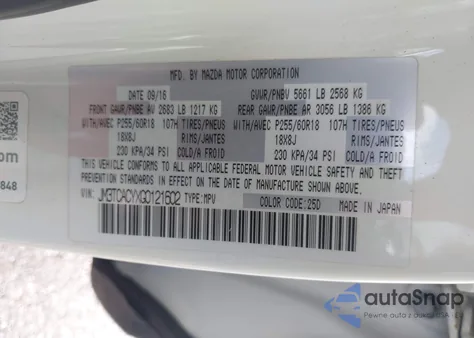 MFD. BY MAZDA MOTOR CORPORATION
DATE 09/16 GVWR/PNBV 5661 LB 2568 KG
FRONT GAWR/PNBE AV 2683 LB 1217 KG REAR GAWR/PNBE AR 3056 LB 1386 KG
WITH/AVEC P255/60R18 107H TIRES/PNEUS WITH/AVEC P255/60R18 107H TIRES/PNEUS
18X8J RIMS/JANTES 18X8J RIMS/JANTES
230 KPA/34 PSI COLD/A FROID 230 KPA/34 PSI COLD/A FROID
THIS VEHICLE CONFORMS TO ALL APPLICABLE FEDERAL MOTOR VEHICLE SAFETY AND THEFT
PREVENTION STANDARDS IN EFFECT ON THE DATE OF MANUFACTURE SHOWN ABOVE.
VIN: JM3TCACYXG0121602 TYPE:MPV COLOR CODE:25D MADE IN JAPAN
com
848
autoSnap
Pewne auto z USA